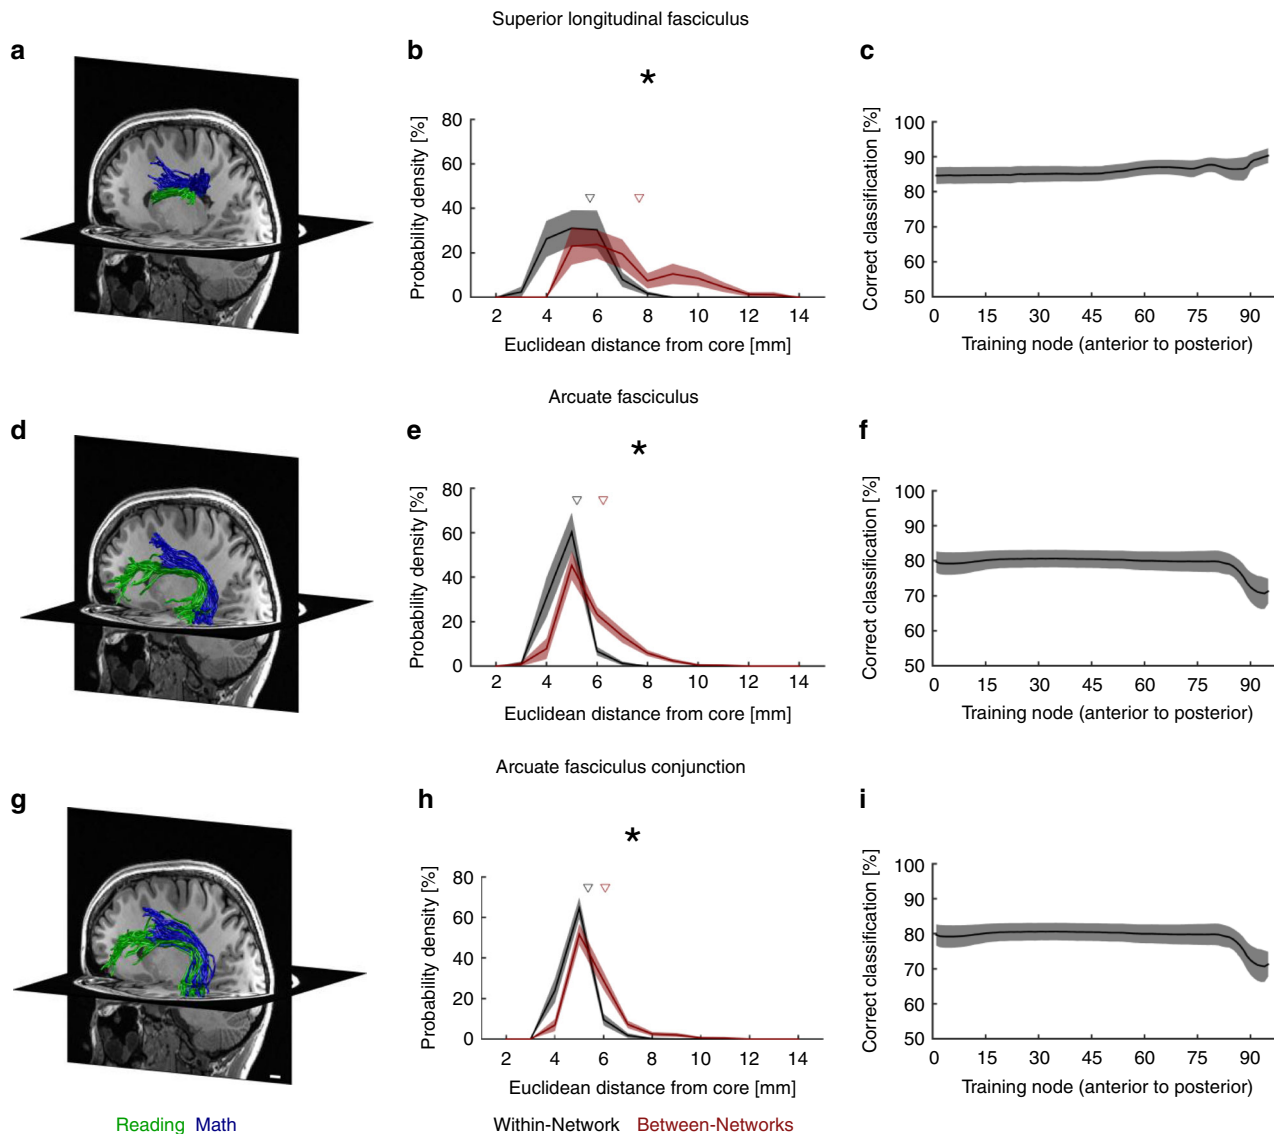 Superior longitudinal fasciculus
a
b
c
*
Probability density [%]
80
60
40
20
0
2 4 6 8 10 12 14
Euclidean distance from core [mm]
Correct classification [%]
100
90
80
70
60
50
0 15 30 45 60 75 90
Training node (anterior to posterior)
Arcuate fasciculus
d
e
f
*
Probability density [%]
80
60
40
20
0
2 4 6 8 10 12 14
Euclidean distance from core [mm]
Correct classification [%]
100
90
80
70
60
50
0 15 30 45 60 75 90
Training node (anterior to posterior)
Arcuate fasciculus conjunction
g
h
i
*
Probability density [%]
80
60
40
20
0
2 4 6 8 10 12 14
Euclidean distance from core [mm]
Correct classification [%]
100
90
80
70
60
50
0 15 30 45 60 75 90
Training node (anterior to posterior)
Reading Math
Within-Network Between-Networks